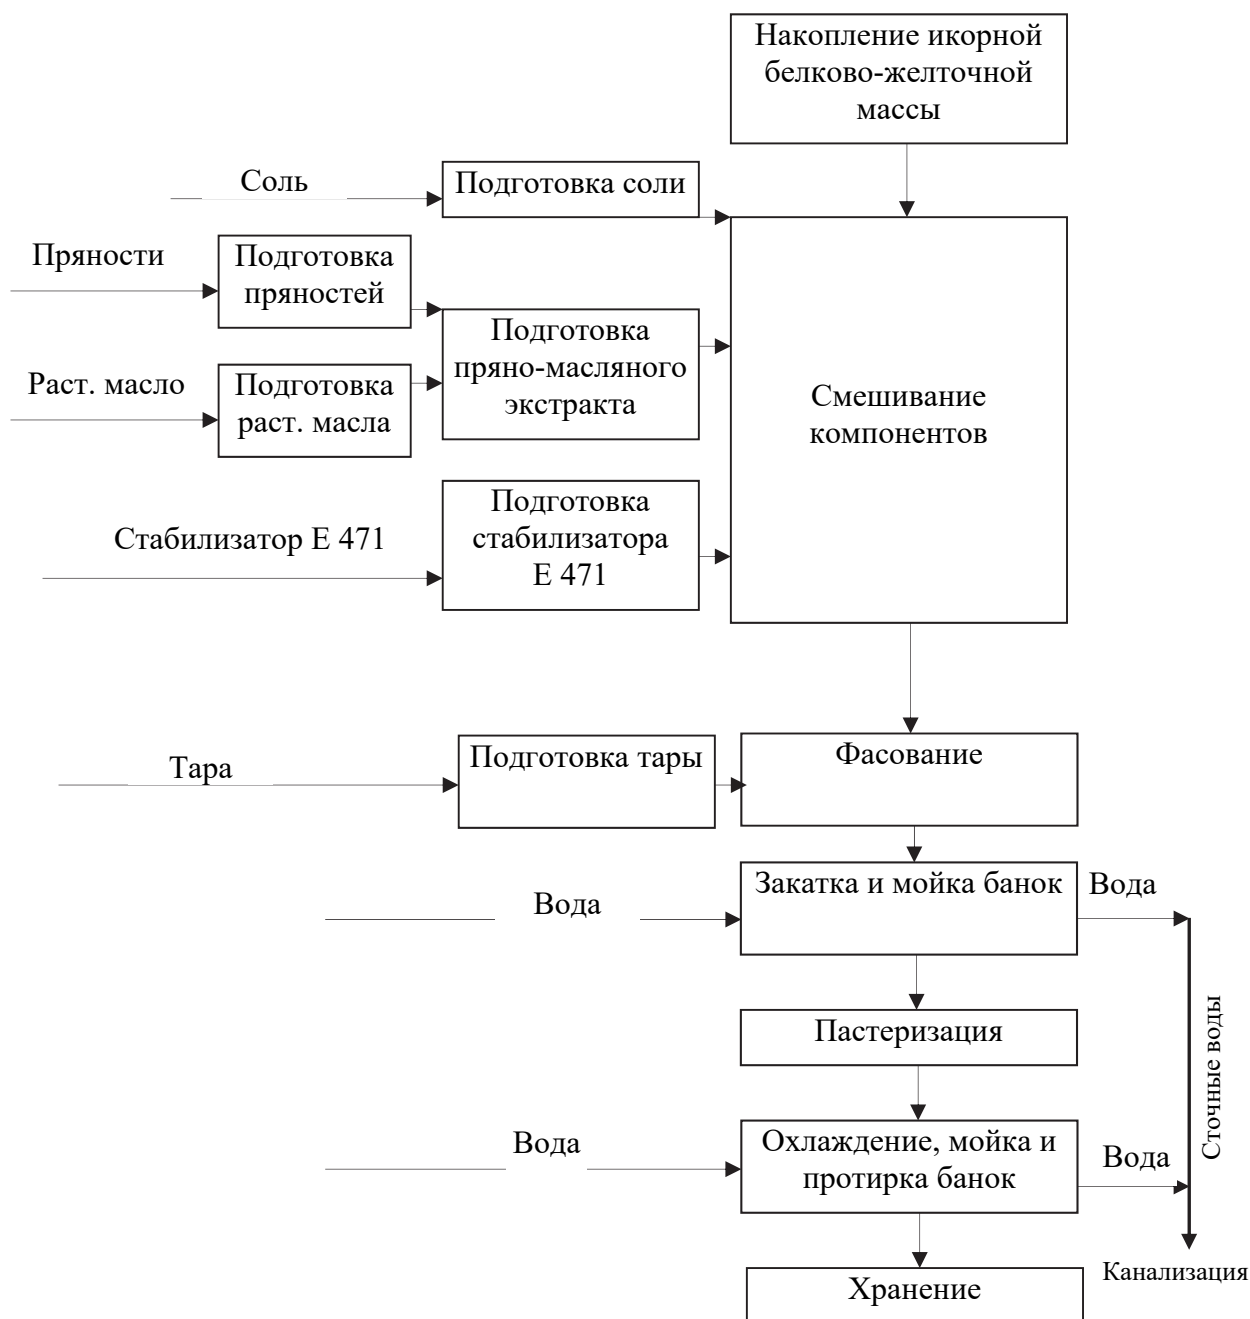 Накопление икорной
белково-желточной
массы
Соль
Подготовка соли
Пряности
Подготовка
пряностей
Подготовка
пряно-масляного
экстракта
Раст. масло
Подготовка
раст. масла
Смешивание
компонентов
Стабилизатор Е 471
Подготовка
стабилизатора
Е 471
Тара
Подготовка тары
Фасование
Вода
Закатка и мойка банок
Вода
Пастеризация
Сточные воды
Вода
Охлаждение, мойка и
протирка банок
Вода
Канализация
Хранение